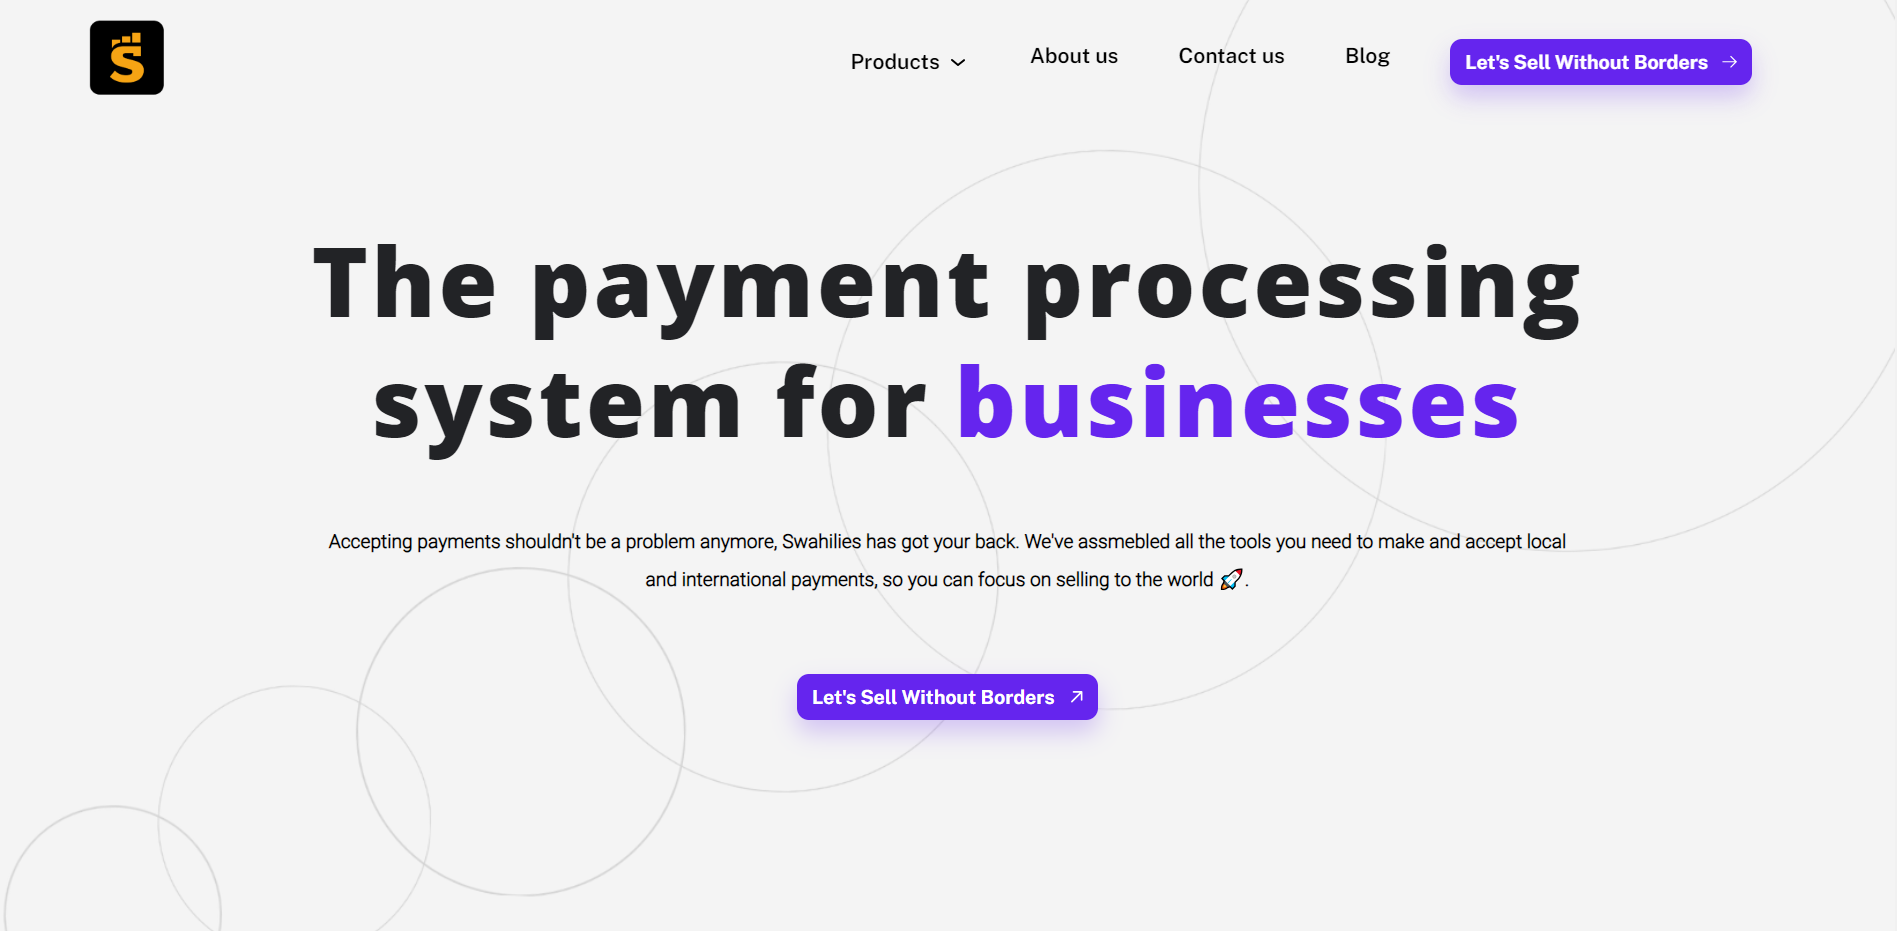 S
Products
About us
Contact us
Blog
Let's Sell Without Borders
The payment processing
system for businesses
Accepting payments shouldn't be a problem anymore, Swahilies has got your back. We've assmebled all the tools you need to make and accept local
and international payments, so you can focus on selling to the world 🚀.
Let's Sell Without Borders